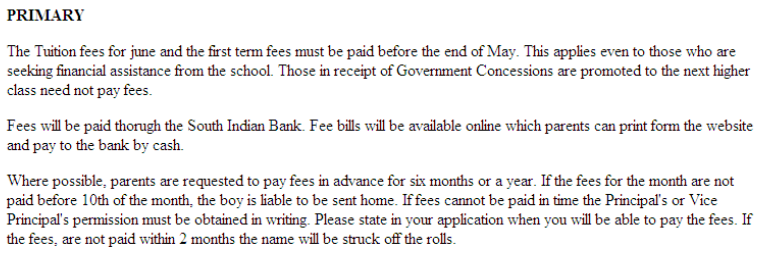 PRIMARY
The Tuition fees for june and the first term fees must be paid before the end of May. This applies even to those who are
seeking financial assistance from the school. Those in receipt of Government Concessions are promoted to the next higher
class need not pay fees.
Fees will be paid thorugh the South Indian Bank. Fee bills will be available online which parents can print form the website
and pay to the bank by cash.
Where possible, parents are requested to pay fees in advance for six months or a year. If the fees for the month are not
paid before 10th of the month, the boy is liable to be sent home. If fees cannot be paid in time the Principal's or Vice
Principal's permission must be obtained in writing. Please state in your application when you will be able to pay the fees. If
the fees, are not paid within 2 months the name will be struck off the rolls.